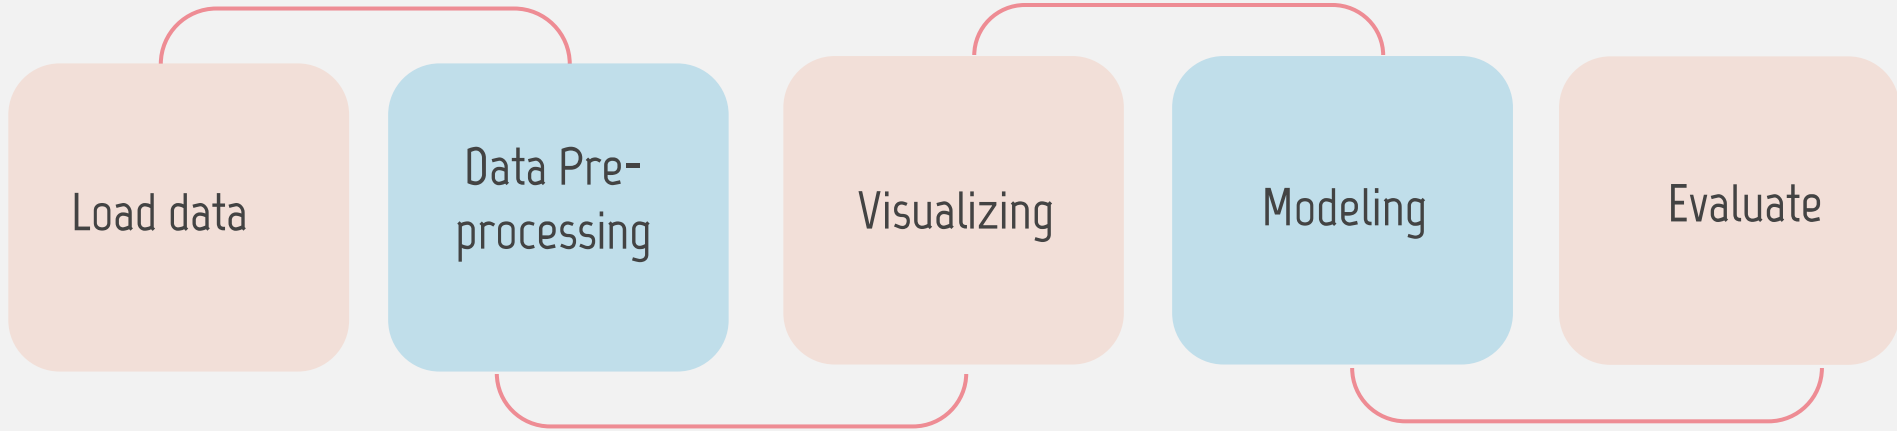 Load data
Data Pre-
processing
Visualizing
Modeling
Evaluate